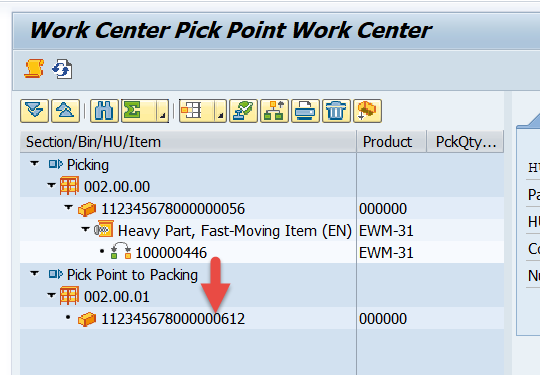 Work Center Pick Point Work Center
Section/Bin/HU/Item Product PckQty...
Picking
002.00.00
112345678000000056 000000
Heavy Part, Fast-Moving Item (EN) EWM-31
100000446 EWM-31
Pick Point to Packing
002.00.01
112345678000000612 000000
HU
Pa
HU
Co
Nu